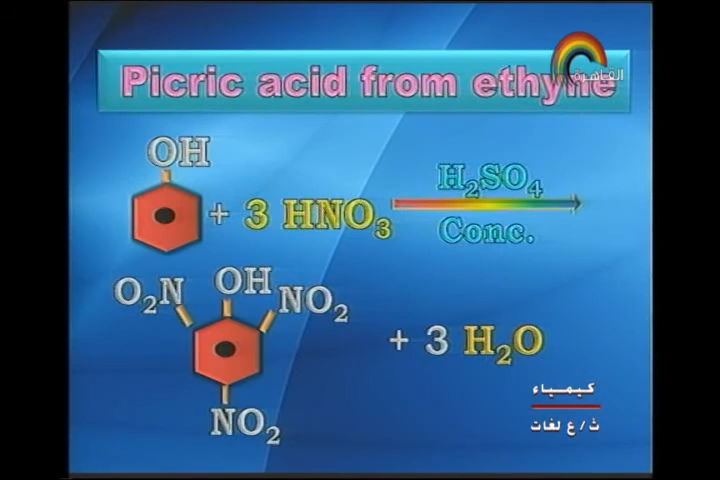 Picric acid from ethyne
القاهرة
OH
+ 3 HNO₃
H₂SO₄
Conc.
O₂N
OH
NO₂
NO₂
+ 3 H₂O
كيمياء
ث/ع لغات